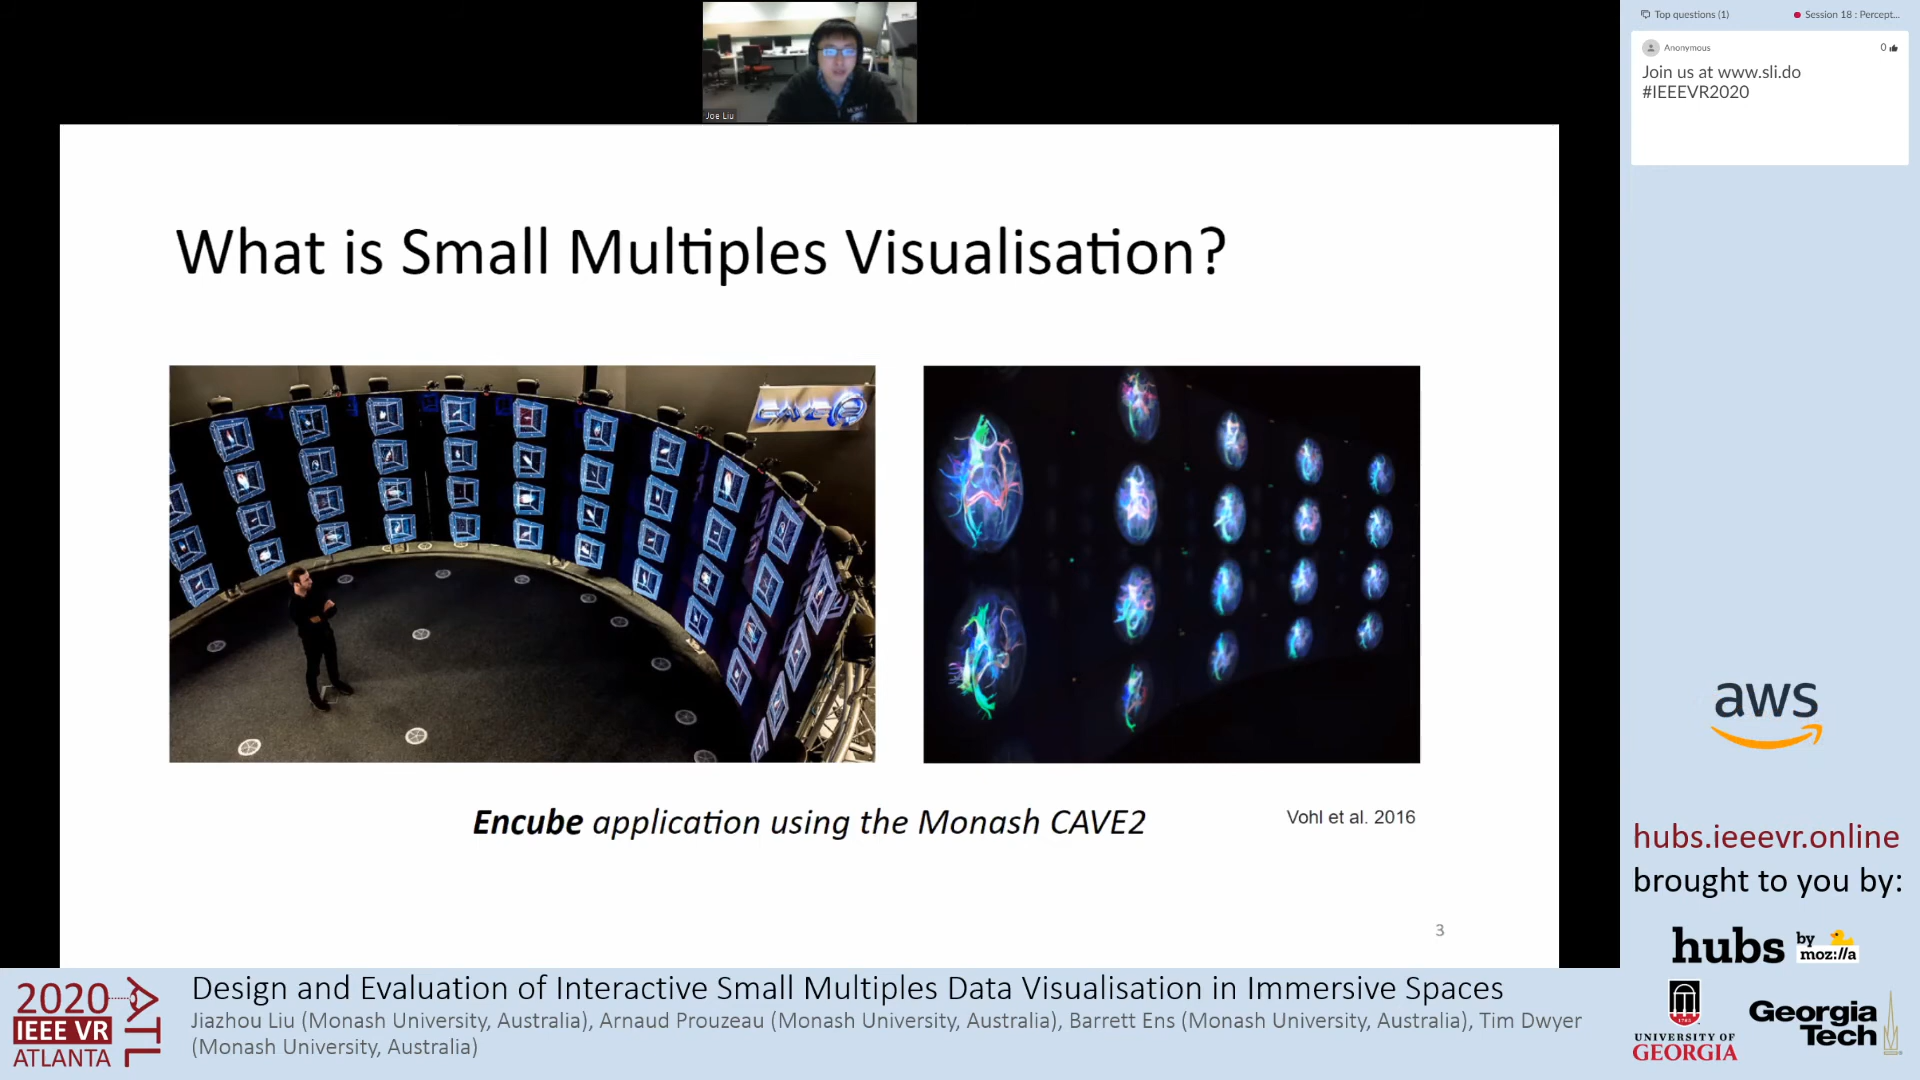 Joe Liu
Top questions (1)
Session 18 : Percept...
Anonymous
0
Join us at www.sli.do
#IEEEVR2020
What is Small Multiples Visualisation?
CAVE2
Encube application using the Monash CAVE2
Vohl et al. 2016
3
aws
hubs.ieeevr.online
brought to you by:
hubs by moz://a
UNIVERSITY OF
GEORGIA
Georgia
Tech
2020
IEEE VR
ATLANTA
ATL
Design and Evaluation of Interactive Small Multiples Data Visualisation in Immersive Spaces
Jiazhou Liu (Monash University, Australia), Arnaud Prouzeau (Monash University, Australia), Barrett Ens (Monash University, Australia), Tim Dwyer
(Monash University, Australia)